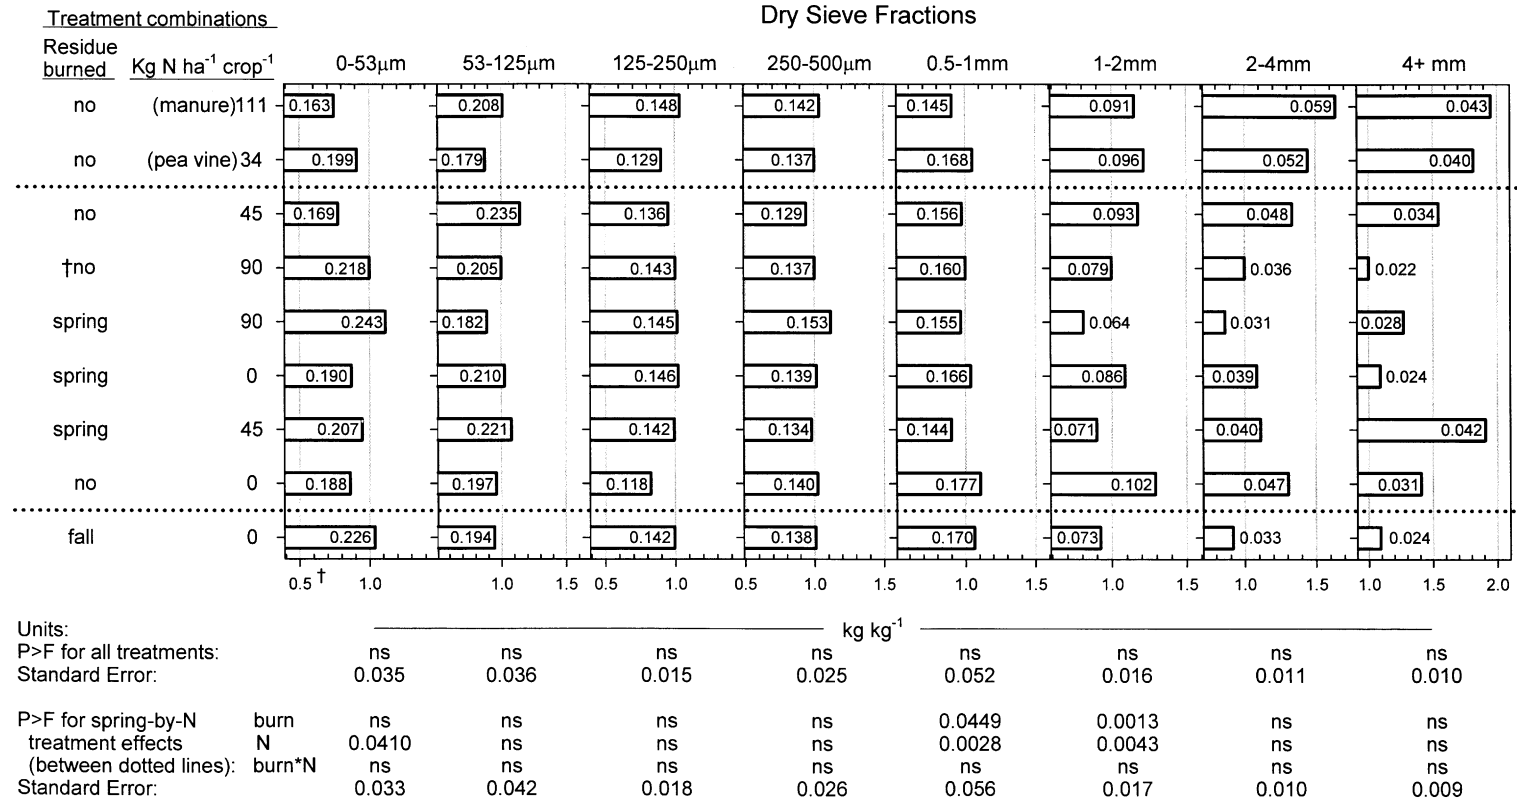 Treatment combinations Dry Sieve Fractions
Residue burned Kg N ha⁻¹ crop⁻¹ 0-53µm 53-125µm 125-250µm 250-500µm 0.5-1mm 1-2mm 2-4mm 4+ mm
no (manure)111 0.163 0.208 0.148 0.142 0.145 0.091 0.059 0.043
no (pea vine)34 0.199 0.179 0.129 0.137 0.168 0.096 0.052 0.040
no 45 0.169 0.235 0.136 0.129 0.156 0.093 0.048 0.034
†no 90 0.218 0.205 0.143 0.137 0.160 0.079 0.036 0.022
spring 90 0.243 0.182 0.145 0.153 0.155 0.064 0.031 0.028
spring 0 0.190 0.210 0.146 0.139 0.166 0.086 0.039 0.024
spring 45 0.207 0.221 0.142 0.134 0.144 0.071 0.040 0.042
no 0 0.188 0.197 0.118 0.140 0.177 0.102 0.047 0.031
fall 0 0.226 0.194 0.142 0.138 0.170 0.073 0.033 0.024
0.5 † 1.0 1.0 1.5 0.5 1.0 0.5 1.0 1.5 1.0 1.5 1.0 1.5 1.0 1.5 1.0 1.5 2.0
Units: kg kg⁻¹
P>F for all treatments: ns ns ns ns ns ns ns ns
Standard Error: 0.035 0.036 0.015 0.025 0.052 0.016 0.011 0.010
P>F for spring-by-N burn ns ns ns ns 0.0449 0.0013 ns ns
treatment effects N 0.0410 ns ns ns 0.0028 0.0043 ns ns
(between dotted lines): burn*N ns ns ns ns ns ns ns ns
Standard Error: 0.033 0.042 0.018 0.026 0.056 0.017 0.010 0.009